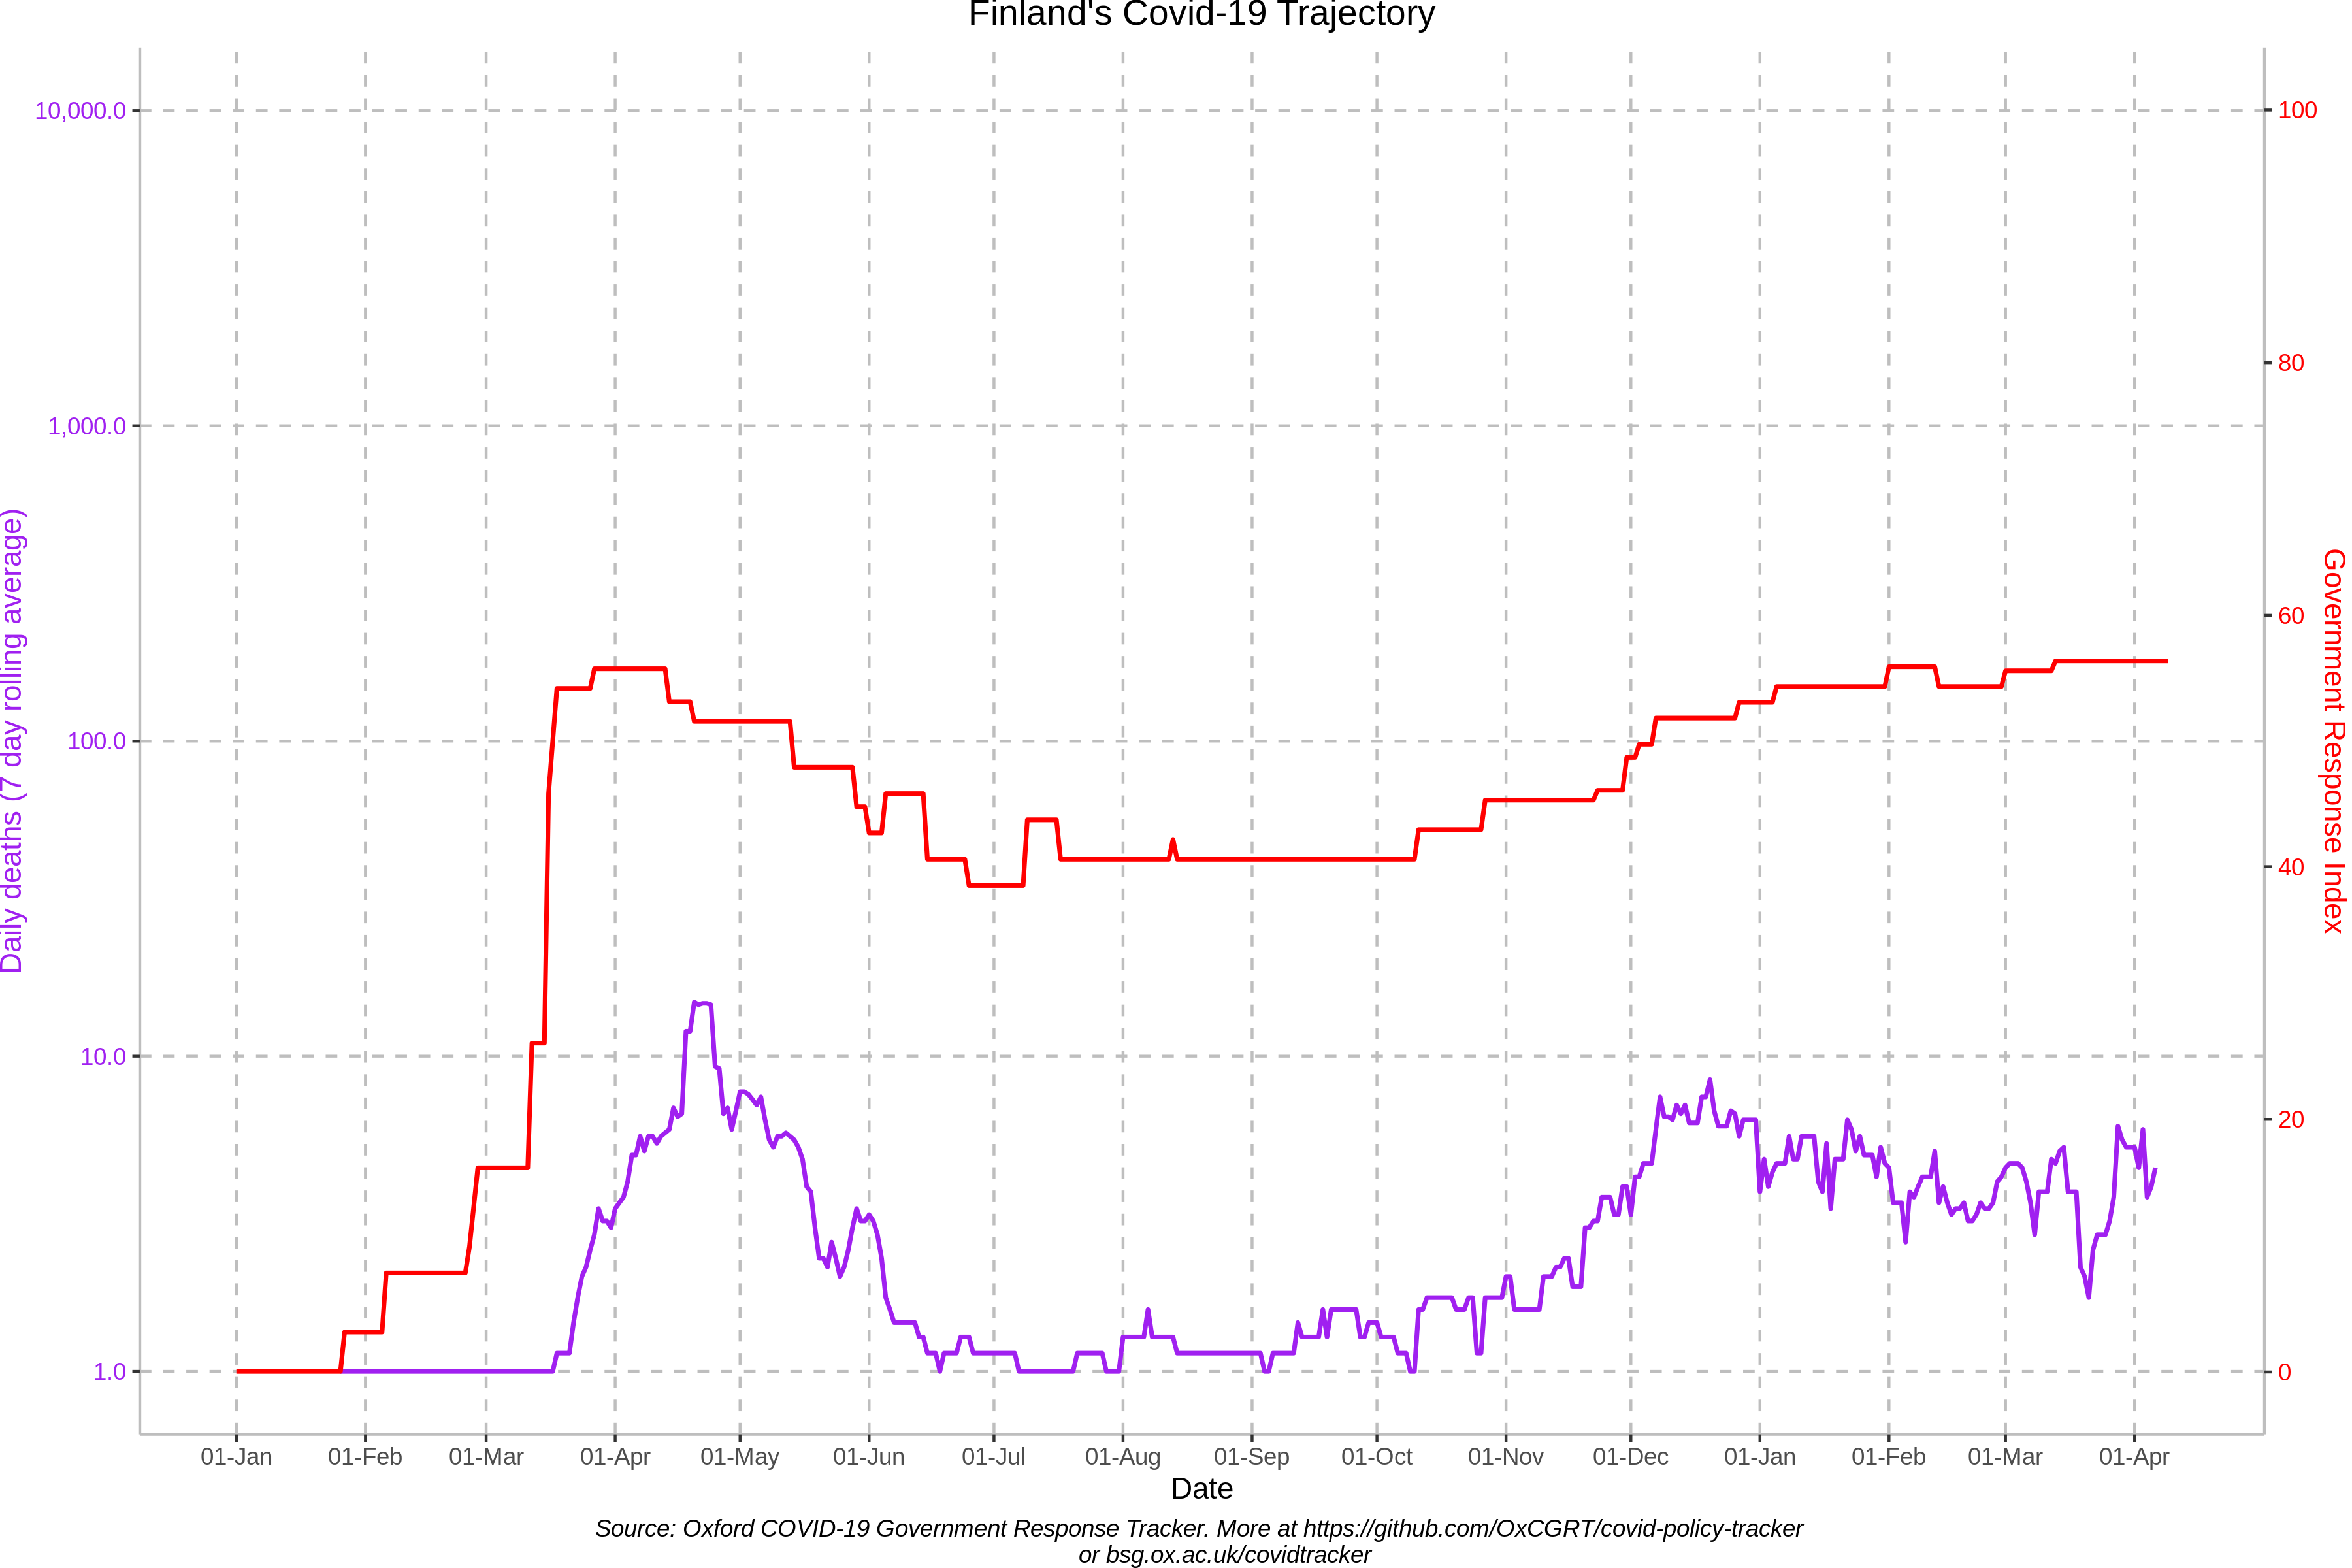 Finland's Covid-19 Trajectory
Daily deaths (7 day rolling average)
10,000.0
1,000.0
100.0
10.0
1.0
100
80
60
40
20
0
Government Response Index
01-Jan 01-Feb 01-Mar 01-Apr 01-May 01-Jun 01-Jul 01-Aug 01-Sep 01-Oct 01-Nov 01-Dec 01-Jan 01-Feb 01-Mar 01-Apr
Date
Source: Oxford COVID-19 Government Response Tracker. More at https://github.com/OxCGRT/covid-policy-tracker
or bsg.ox.ac.uk/covidtracker